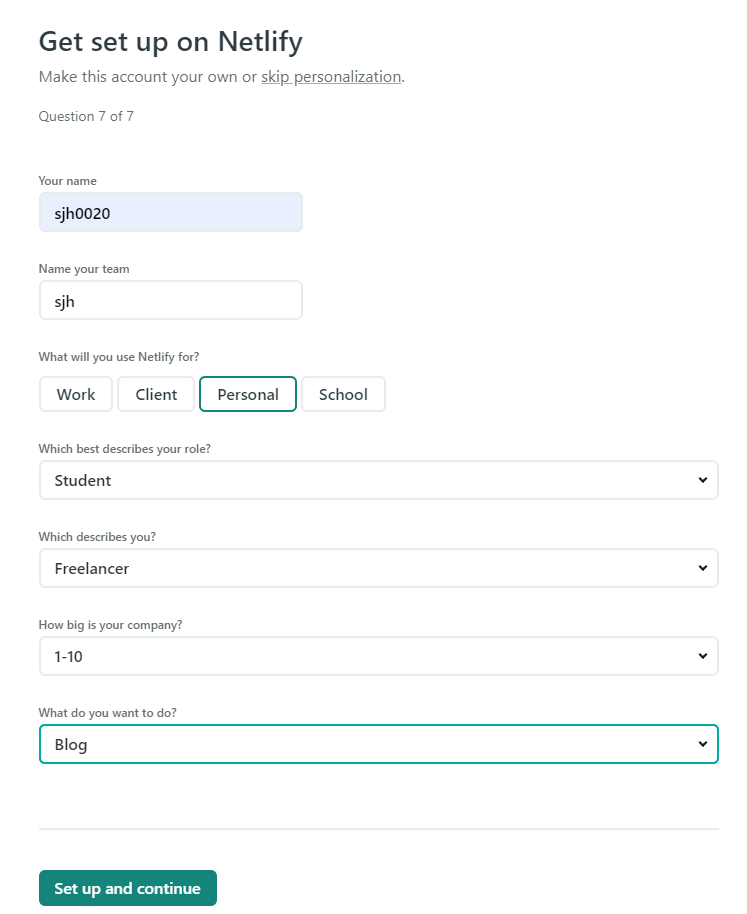 Get set up on Netlify
Make this account your own or skip personalization.
Question 7 of 7
Your name
sjh0020
Name your team
sjh
What will you use Netlify for?
Work Client Personal School
Which best describes your role?
Student
Which describes you?
Freelancer
How big is your company?
1-10
What do you want to do?
Blog
Set up and continue